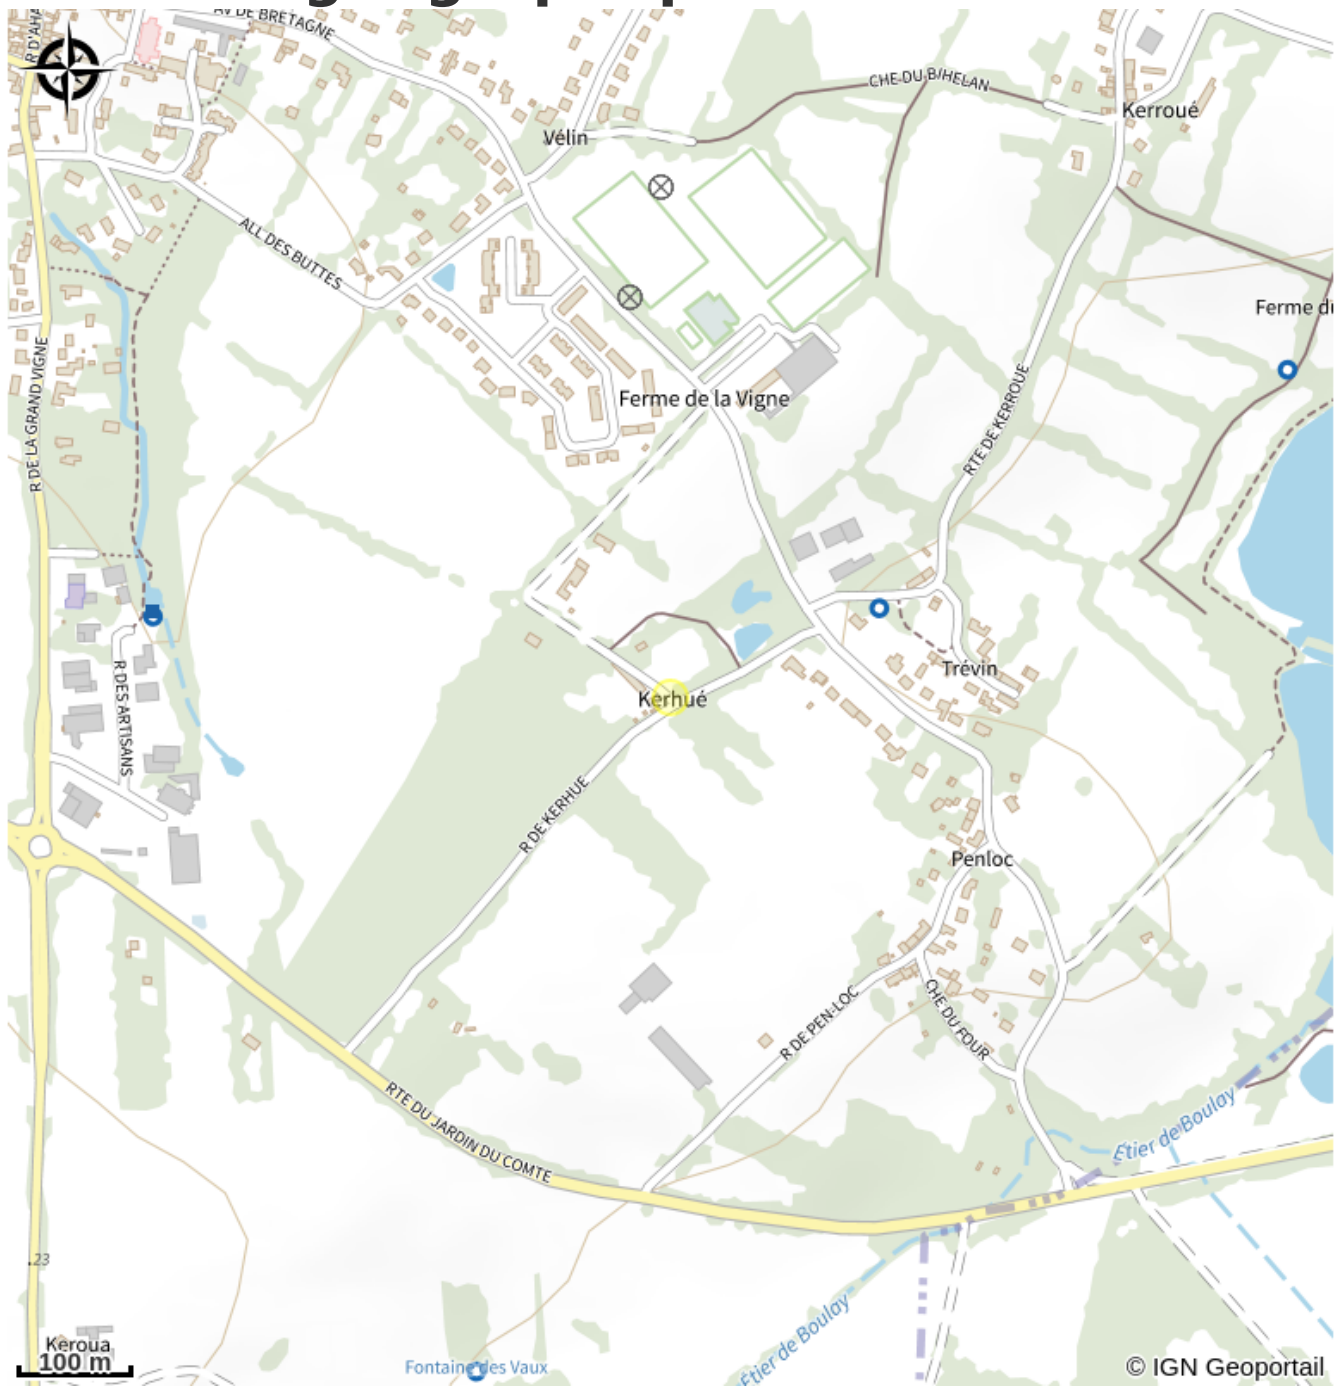 AV DE BRETAGNE
CHE DU BIHELAN
Kerroué
Vélin
ALL DES BUTTES
Ferme
R DE LA GRAND VIGNE
Ferme de la Vigne
RTE DE KERROUE
Trévin
Kerhué
R DES ARTISANS
R DE KERHUE
Penloc
R DE PEN-LOC
CHE DU FOUR
RTE DU JARDIN DU COMTE
Étier de Boulay
.23
Étier de Boulay
Keroua
100 m
Fontaine des Vaux
© IGN Geoportail